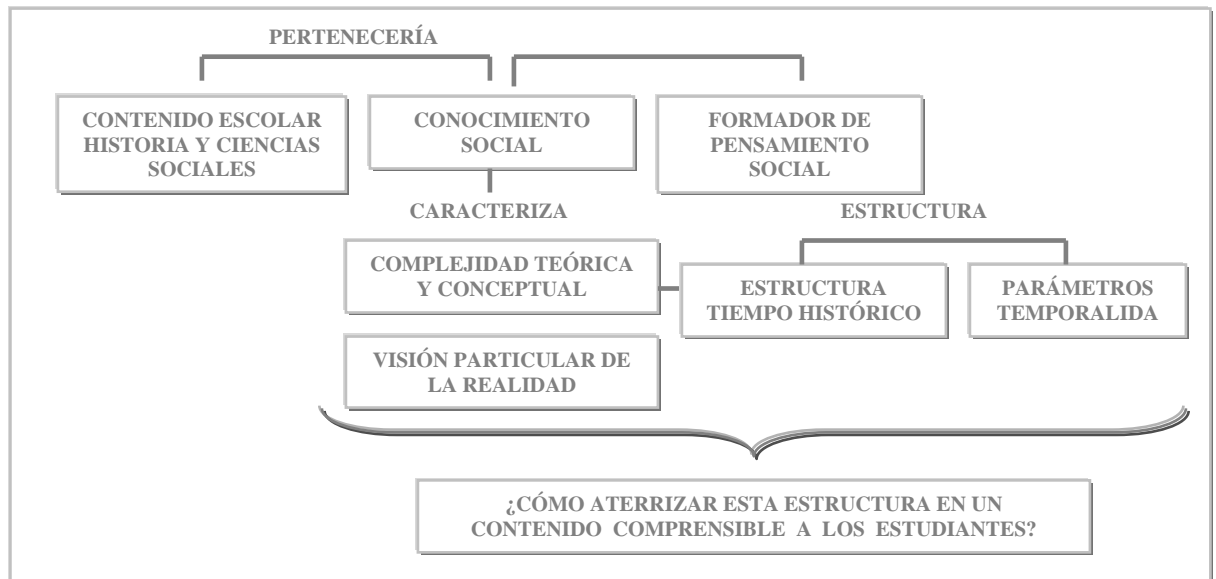 PERTENECERÍA
CONTENIDO ESCOLAR
HISTORIA Y CIENCIAS
SOCIALES
CONOCIMIENTO
SOCIAL
FORMADOR DE
PENSAMIENTO
SOCIAL
CARACTERIZA
ESTRUCTURA
COMPLEJIDAD TEÓRICA
Y CONCEPTUAL
ESTRUCTURA
TIEMPO HISTÓRICO
PARÁMETROS
TEMPORALIDA
VISIÓN PARTICULAR DE
LA REALIDAD
¿CÓMO ATERRIZAR ESTA ESTRUCTURA EN UN
CONTENIDO COMPRENSIBLE A LOS ESTUDIANTES?